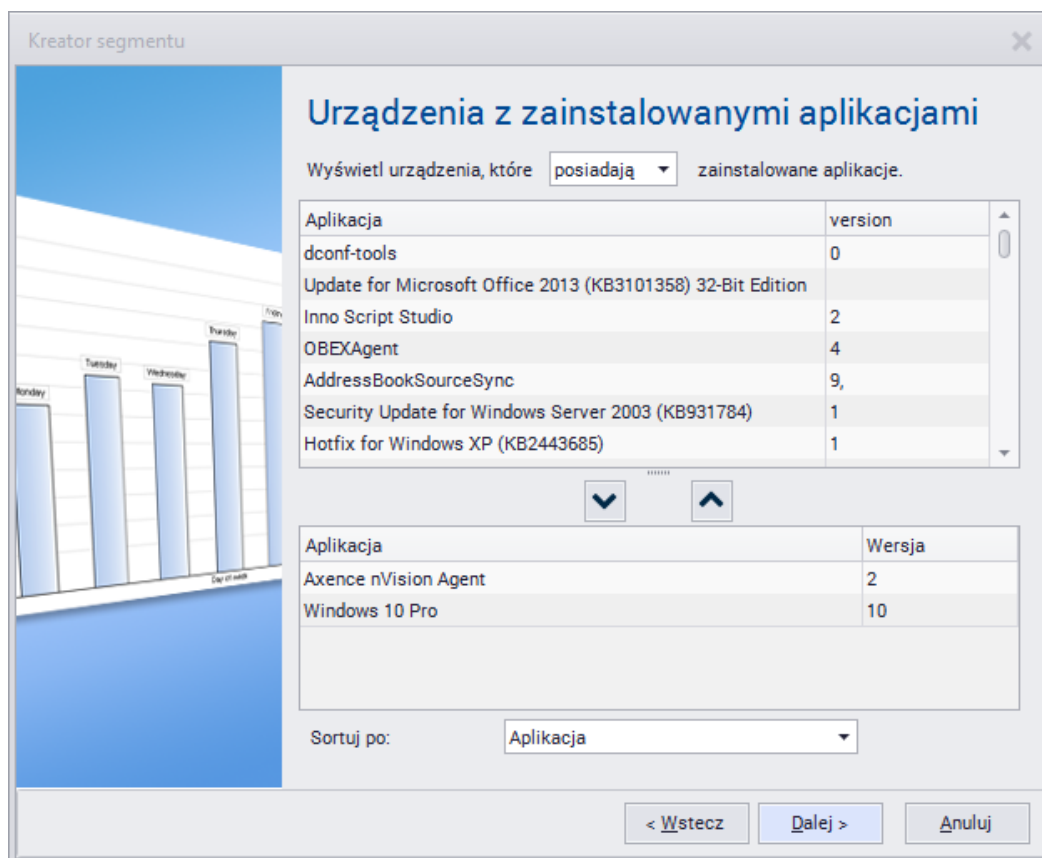 Kreator segmentu
Urządzenia z zainstalowanymi aplikacjami
Wyświetl urządzenia, które posiadają zainstalowane aplikacje.
Aplikacja version
dconf-tools 0
Update for Microsoft Office 2013 (KB3101358) 32-Bit Edition
Inno Script Studio 2
OBEXAgent 4
AddressBookSourceSync 9,
Security Update for Windows Server 2003 (KB931784) 1
Hotfix for Windows XP (KB2443685) 1
Aplikacja Wersja
Axence nVision Agent 2
Windows 10 Pro 10
Sortuj po: Aplikacja
< Wstecz Dalej > Anuluj
Thursday
Tuesday
Wednesday
Day of week